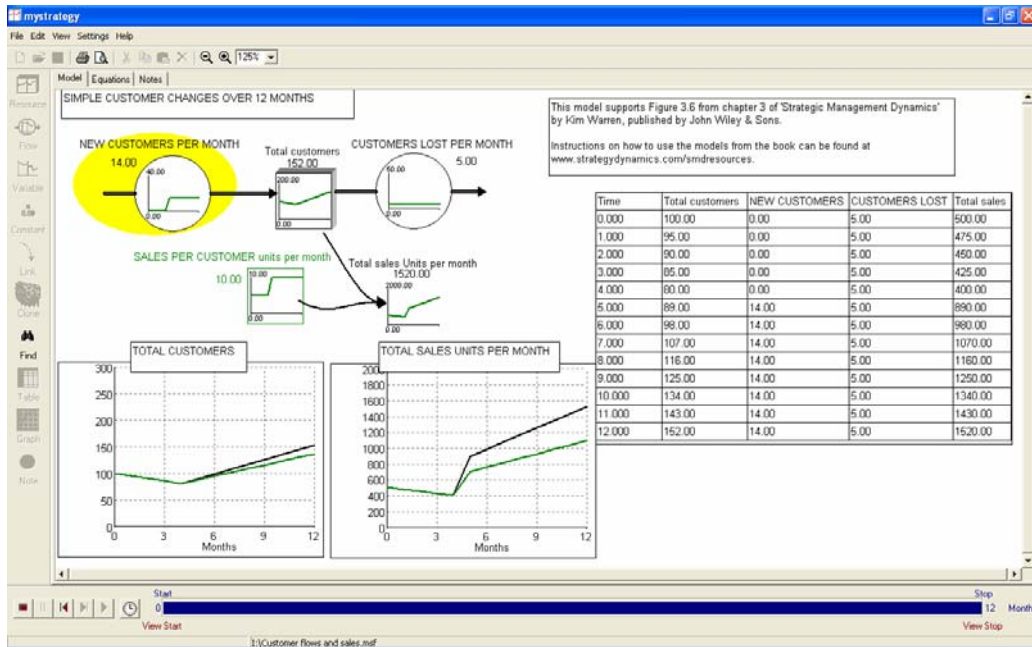 mystrategy
File Edit View Settings Help
125%
Model Equations Notes
Resource
Flow
Variable
Constant
Link
Clone
Find
Table
Graph
Note
SIMPLE CUSTOMER CHANGES OVER 12 MONTHS
This model supports Figure 3.6 from chapter 3 of 'Strategic Management Dynamics'
by Kim Warren, published by John Wiley & Sons.
Instructions on how to use the models from the book can be found at
www.strategydynamics.com/smdresources.
NEW CUSTOMERS PER MONTH
14.00
40.00
0.00
Total customers
152.00
200.00
0.00
CUSTOMERS LOST PER MONTH
5.00
0.00
SALES PER CUSTOMER units per month
10.00
10.00
0.00
Total sales Units per month
1520.00
2000.00
0.00
Time Total customers NEW CUSTOMERS CUSTOMERS LOST Total sales
0.000 100.00 0.00 5.00 500.00
1.000 95.00 0.00 5.00 475.00
2.000 90.00 0.00 5.00 450.00
3.000 85.00 0.00 5.00 425.00
4.000 80.00 0.00 5.00 400.00
5.000 89.00 14.00 5.00 890.00
6.000 98.00 14.00 5.00 980.00
7.000 107.00 14.00 5.00 1070.00
8.000 116.00 14.00 5.00 1160.00
9.000 125.00 14.00 5.00 1250.00
10.000 134.00 14.00 5.00 1340.00
11.000 143.00 14.00 5.00 1430.00
12.000 152.00 14.00 5.00 1520.00
TOTAL CUSTOMERS
300
250
200
150
100
50
0
0 3 6 9 12
Months
TOTAL SALES UNITS PER MONTH
1800
1600
1400
1200
1000
800
600
400
200
0
0 3 6 9 12
Months
Start
Stop
0
12 Month
View Start
View Stop
I:\Customer flows and sales.msf